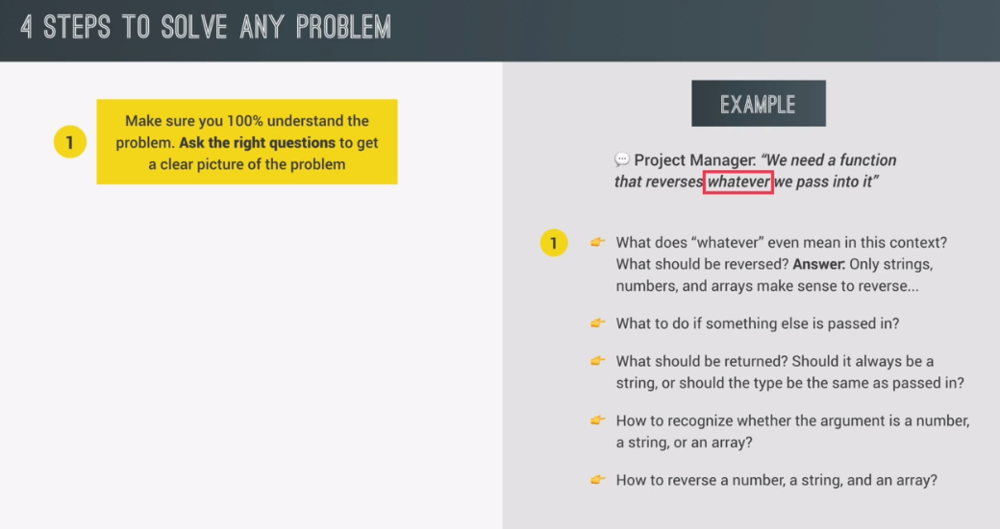 4 STEPS TO SOLVE ANY PROBLEM
1
Make sure you 100% understand the
problem. Ask the right questions to get
a clear picture of the problem
EXAMPLE
💬 Project Manager: “We need a function
that reverses whatever we pass into it”
1
👉 What does “whatever” even mean in this context?
What should be reversed? Answer: Only strings,
numbers, and arrays make sense to reverse...
👉 What to do if something else is passed in?
👉 What should be returned? Should it always be a
string, or should the type be the same as passed in?
👉 How to recognize whether the argument is a number,
a string, or an array?
👉 How to reverse a number, a string, and an array?